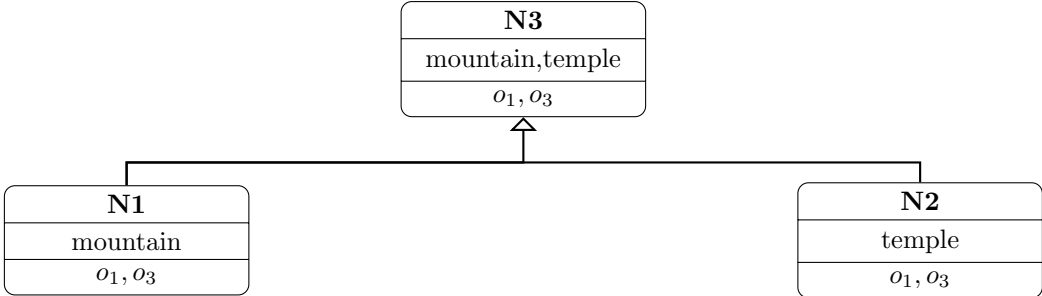 N3
mountain,temple
o₁, o₃
N1
mountain
o₁, o₃
N2
temple
o₁, o₃